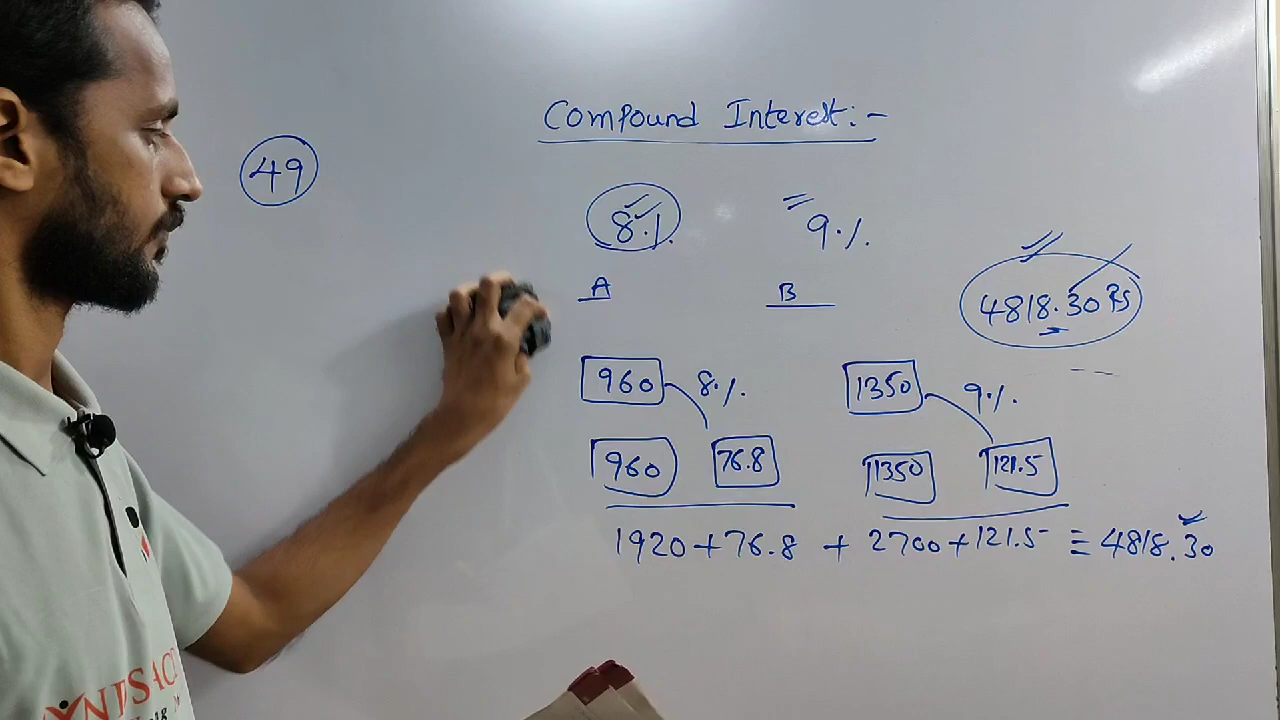 Compound Interest:-
49
8% 9%
A B
4818.30 Rs
960 8% 1350 9%
960 76.8 1350 121.5
1920+76.8 + 2700+121.5 = 4818.30